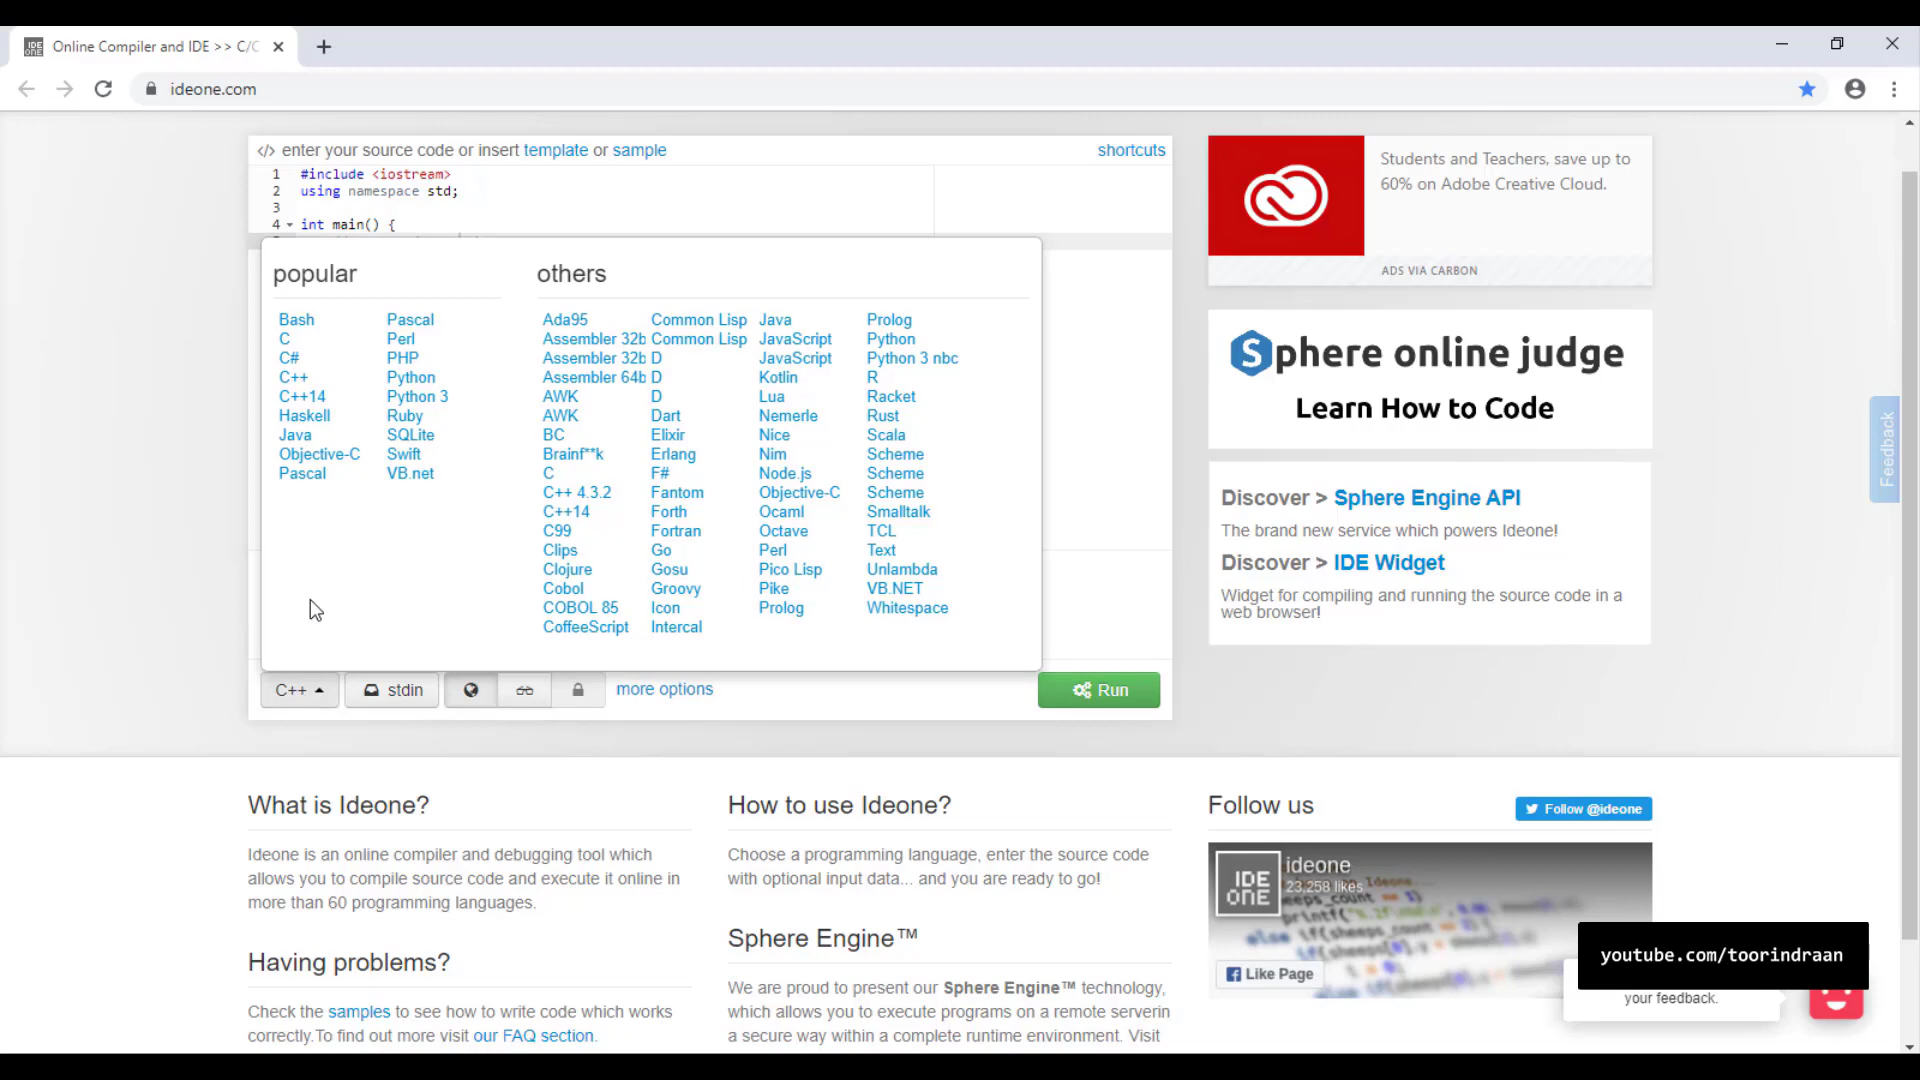 Online Compiler and IDE >> C/C
ideone.com
</> enter your source code or insert template or sample
shortcuts
1 #include <iostream>
2 using namespace std;
3
4 int main() {
popular
others
Bash
C
C#
C++
C++14
Haskell
Java
Objective-C
Pascal
Pascal
Perl
PHP
Python
Python 3
Ruby
SQLite
Swift
VB.net
Ada95
Assembler 32b
Assembler 32b
Assembler 64b
AWK
AWK
BC
Brainf**k
C
C++ 4.3.2
C++14
C99
Clips
Clojure
Cobol
COBOL 85
CoffeeScript
Common Lisp
Common Lisp
D
D
D
Dart
Elixir
Erlang
F#
Fantom
Forth
Fortran
Go
Gosu
Groovy
Icon
Intercal
Java
JavaScript
JavaScript
Kotlin
Lua
Nemerle
Nice
Nim
Node.js
Objective-C
Ocaml
Octave
Perl
Pico Lisp
Pike
Prolog
Prolog
Python
Python 3 nbc
R
Racket
Rust
Scala
Scheme
Scheme
Scheme
Smalltalk
TCL
Text
Unlambda
VB.NET
Whitespace
C++
stdin
more options
Run
Students and Teachers, save up to
60% on Adobe Creative Cloud.
ADS VIA CARBON
Sphere online judge
Learn How to Code
Discover > Sphere Engine API
The brand new service which powers Ideone!
Discover > IDE Widget
Widget for compiling and running the source code in a
web browser!
Feedback
What is Ideone?
Ideone is an online compiler and debugging tool which
allows you to compile source code and execute it online in
more than 60 programming languages.
Having problems?
Check the samples to see how to write code which works
correctly.To find out more visit our FAQ section.
How to use Ideone?
Choose a programming language, enter the source code
with optional input data... and you are ready to go!
Sphere Engine™
We are proud to present our Sphere Engine™ technology,
which allows you to execute programs on a remote serverin
a secure way within a complete runtime environment. Visit
Follow us
Follow @ideone
IDE
ONE
ideone
23,258 likes
Like Page
youtube.com/toorindraan
your feedback.